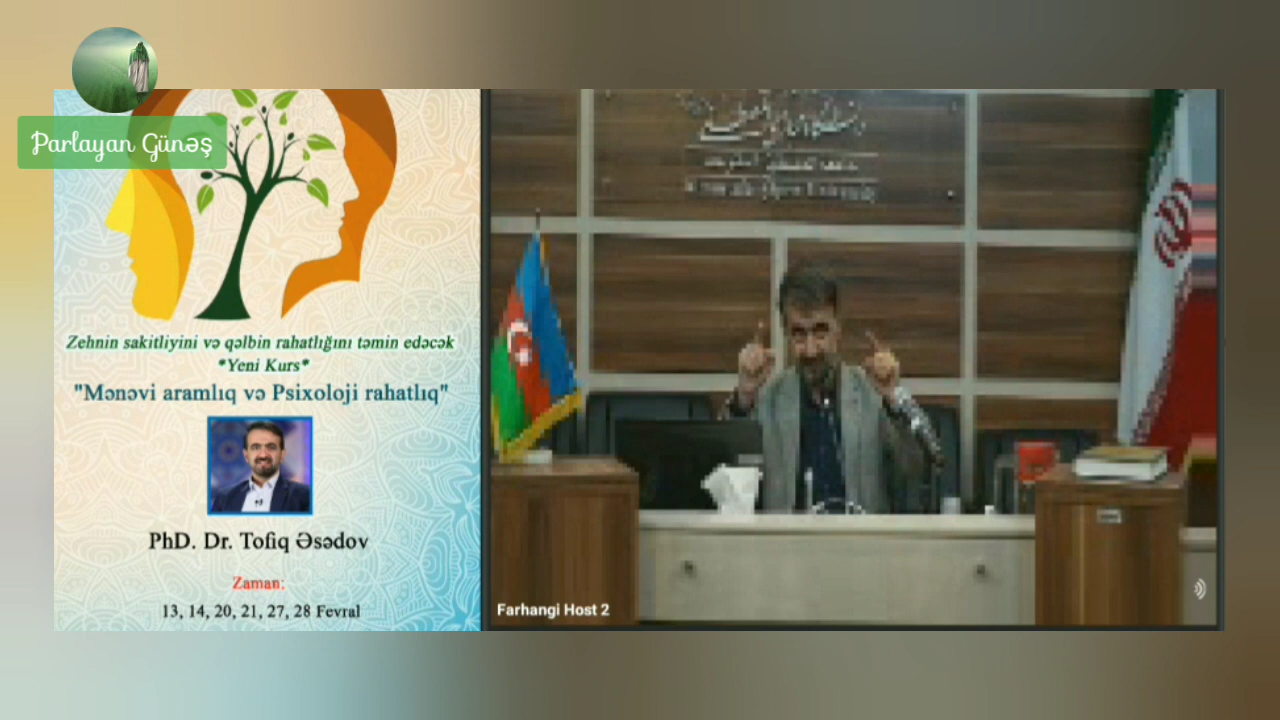 Parlayan Günəş
Zehnin sakitliyini və qəlbin rahatlığını təmin edəcək
*Yeni Kurs*
"Mənəvi aramlıq və Psixoloji rahatlıq"
PhD. Dr. Tofiq Əsədov
Zaman:
13, 14, 20, 21, 27, 28 Fevral
Farhangi Host 2